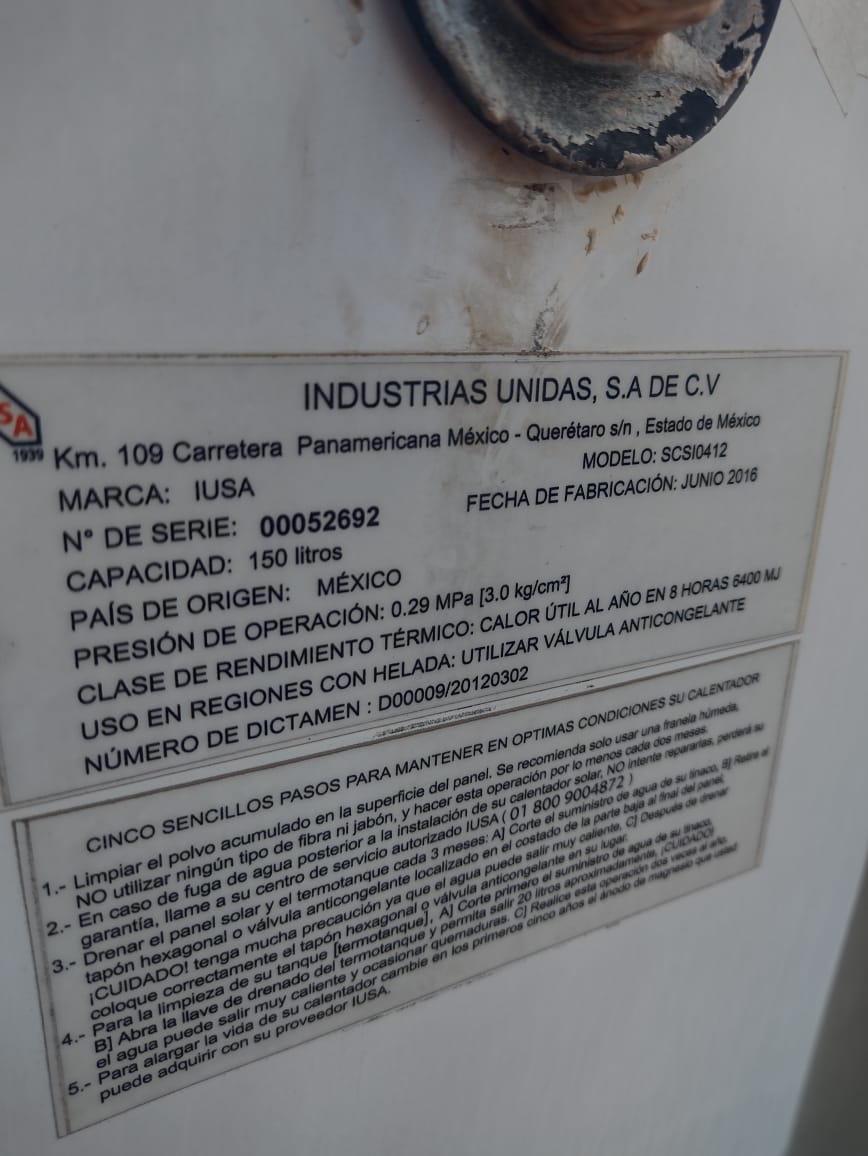 SA
1939
INDUSTRIAS UNIDAS, S.A DE C.V
Km. 109 Carretera Panamericana México - Querétaro s/n , Estado de México
MARCA: IUSA
MODELO: SCSI0412
N° DE SERIE: 00052692
FECHA DE FABRICACIÓN: JUNIO 2016
CAPACIDAD: 150 litros
PAÍS DE ORIGEN: MÉXICO
PRESIÓN DE OPERACIÓN: 0.29 MPa [3.0 kg/cm²]
CLASE DE RENDIMIENTO TÉRMICO: CALOR ÚTIL AL AÑO EN 8 HORAS 6400 MJ
USO EN REGIONES CON HELADA: UTILIZAR VÁLVULA ANTICONGELANTE
NÚMERO DE DICTAMEN : D00009/20120302
CINCO SENCILLOS PASOS PARA MANTENER EN OPTIMAS CONDICIONES SU CALENTADOR
1.- Limpiar el polvo acumulado en la superficie del panel. Se recomienda solo usar una franela húmeda,
NO utilizar ningún tipo de fibra ni jabón, y hacer esta operación por lo menos cada dos meses.
2.- En caso de fuga de agua posterior a la instalación de su calentador solar, NO intente repararlas, perderá su
garantía, llame a su centro de servicio autorizado IUSA ( 01 800 9004872 )
3.- Drenar el panel solar y el termotanque cada 3 meses: A] Corte el suministro de agua de su tinaco, B] Retire el
tapón hexagonal o válvula anticongelante localizado en el costado de la parte baja al final del panel,
¡CUIDADO! tenga mucha precaución ya que el agua puede salir muy caliente, C] Después de drenar
coloque correctamente el tapón hexagonal o válvula anticongelante en su lugar.
4.- Para la limpieza de su tanque [termotanque], A] Corte primero el suministro de agua de su tinaco,
B] Abra la llave de drenado del termotanque y permita salir 20 litros aproximadamente, ¡CUIDADO!
el agua puede salir muy caliente y ocasionar quemaduras. C] Realice esta operación dos veces al año.
5.- Para alargar la vida de su calentador cambie en los primeros cinco años el ánodo de magnesio que usted
puede adquirir con su proveedor IUSA.